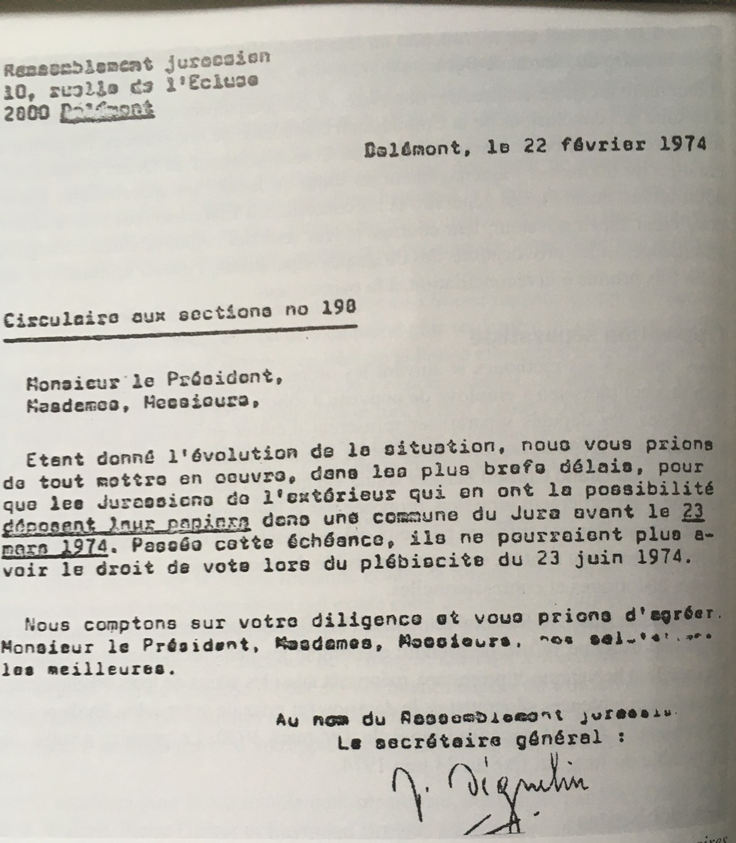 Rassemblement jurassien
10, ruelle de l'Ecluse
2800 Delémont
Delémont, le 22 février 1974
Circulaire aux sections no 198
Monsieur le Président,
Mesdames, Messieurs,
Etant donné l'évolution de la situation, nous vous prions
de tout mettre en oeuvre, dans les plus brefs délais, pour
que les Jurassiens de l'extérieur qui en ont la possibilité
déposent leur papiers dans une commune du Jura avant le 23
mars 1974. Passée cette échéance, ils ne pourraient plus a-
voir le droit de vote lors du plébiscite du 23 juin 1974.
Nous comptons sur votre diligence et vous prions d'agréer.
Monsieur le Président, Mesdames, Messieurs, nos
les meilleures.
Au nom du Rassemblement jurassien
Le secrétaire général :